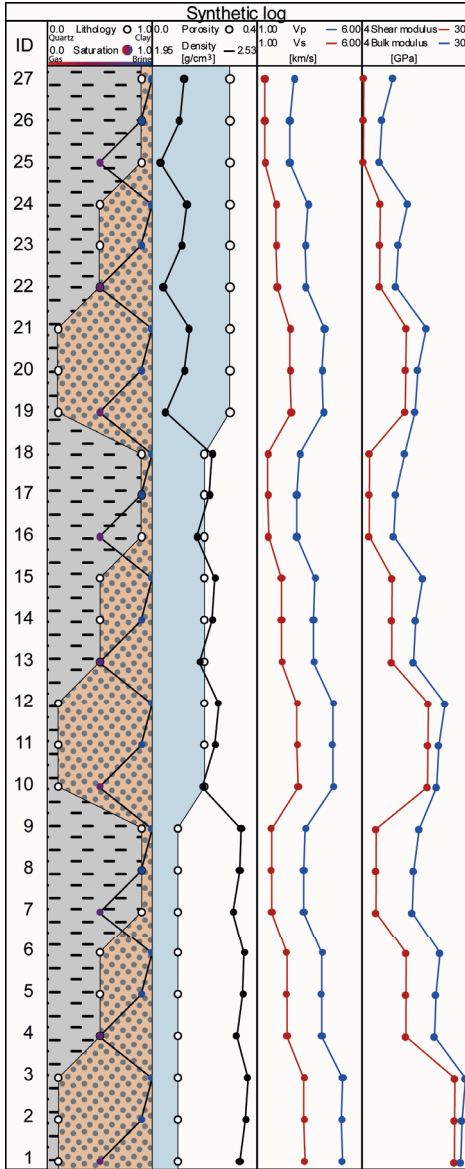 Synthetic log
ID
0.0 Lithology 1.0
Quartz Clay
0.0 Saturation 1.0
Gas Brine
0.0 Porosity 0.4
1.95 Density 2.53
[g/cm³]
1.00 Vp 6.00
1.00 Vs 6.00
[km/s]
4 Shear modulus 30
4 Bulk modulus 30
[GPa]
27
26
25
24
23
22
21
20
19
18
17
16
15
14
13
12
11
10
9
8
7
6
5
4
3
2
1